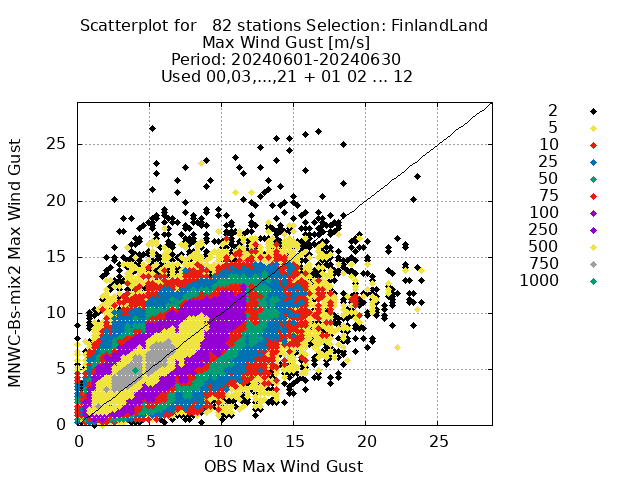 Scatterplot for   82 stations Selection: FinlandLand
Max Wind Gust [m/s]
Period: 20240601-20240630
Used 00,03,...,21 + 01 02 ... 12
MNWC-Bs-mix2 Max Wind Gust
25
20
15
10
5
0
0 5 10 15 20 25
OBS Max Wind Gust
2
5
10
25
50
75
100
250
500
750
1000